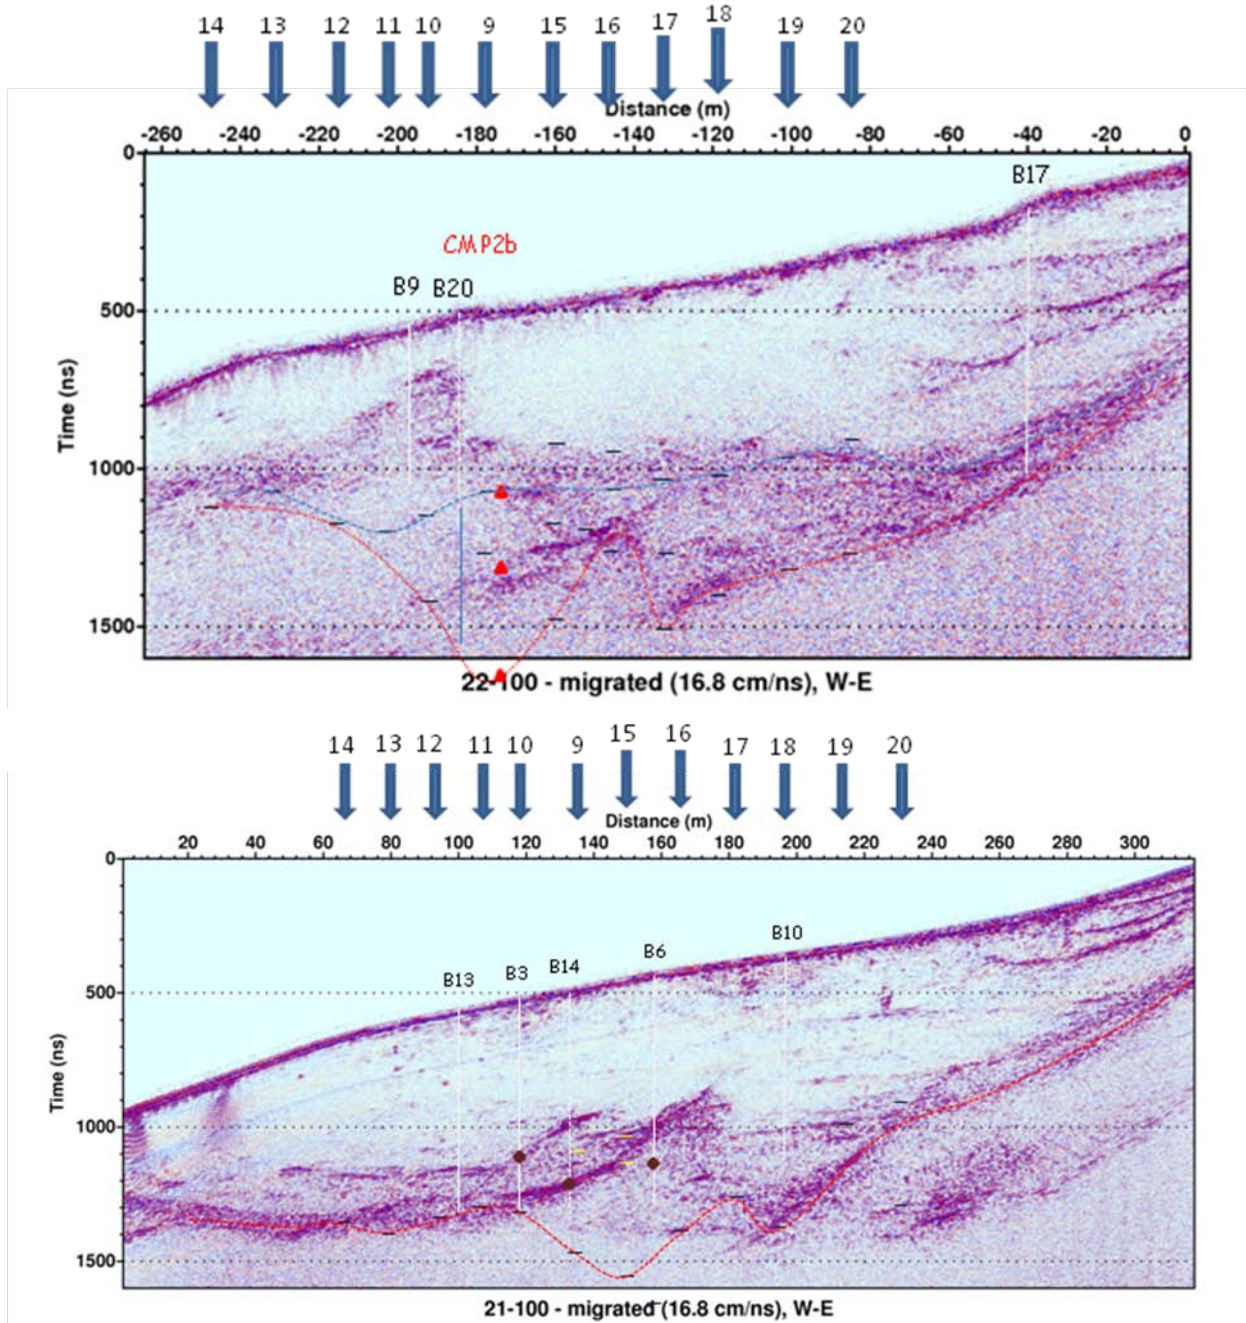 14 13 12 11 10 9 15 16 17 18 19 20
Distance (m)
-260 -240 -220 -200 -180 -160 -140 -120 -100 -80 -60 -40 -20 0
0
B17
CMP2b
B9 B20
500
Time (ns)
1000
1500
22-100 - migrated (16.8 cm/ns), W-E
14 13 12 11 10 9 15 16 17 18 19 20
Distance (m)
20 40 60 80 100 120 140 160 180 200 220 240 260 280 300
0
B10
B6
B14
B3
B13
500
Time (ns)
1000
1500
21-100 - migrated (16.8 cm/ns), W-E